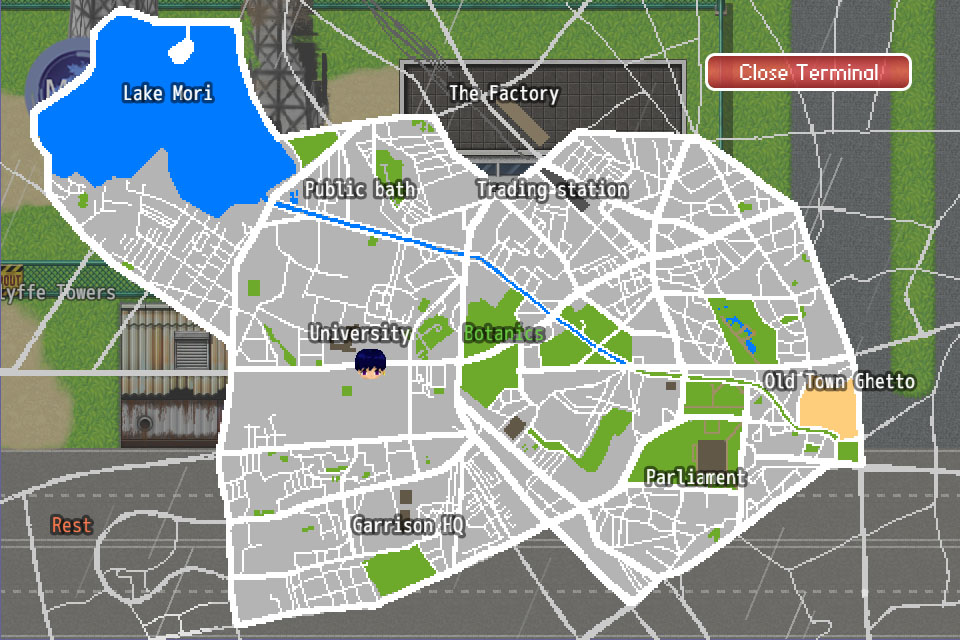 Close Terminal
Lake Mori
The Factory
Public bath
Trading station
lyffe Towers
University
Botanics
Old Town Ghetto
Parliament
Rest
Garrison HQ